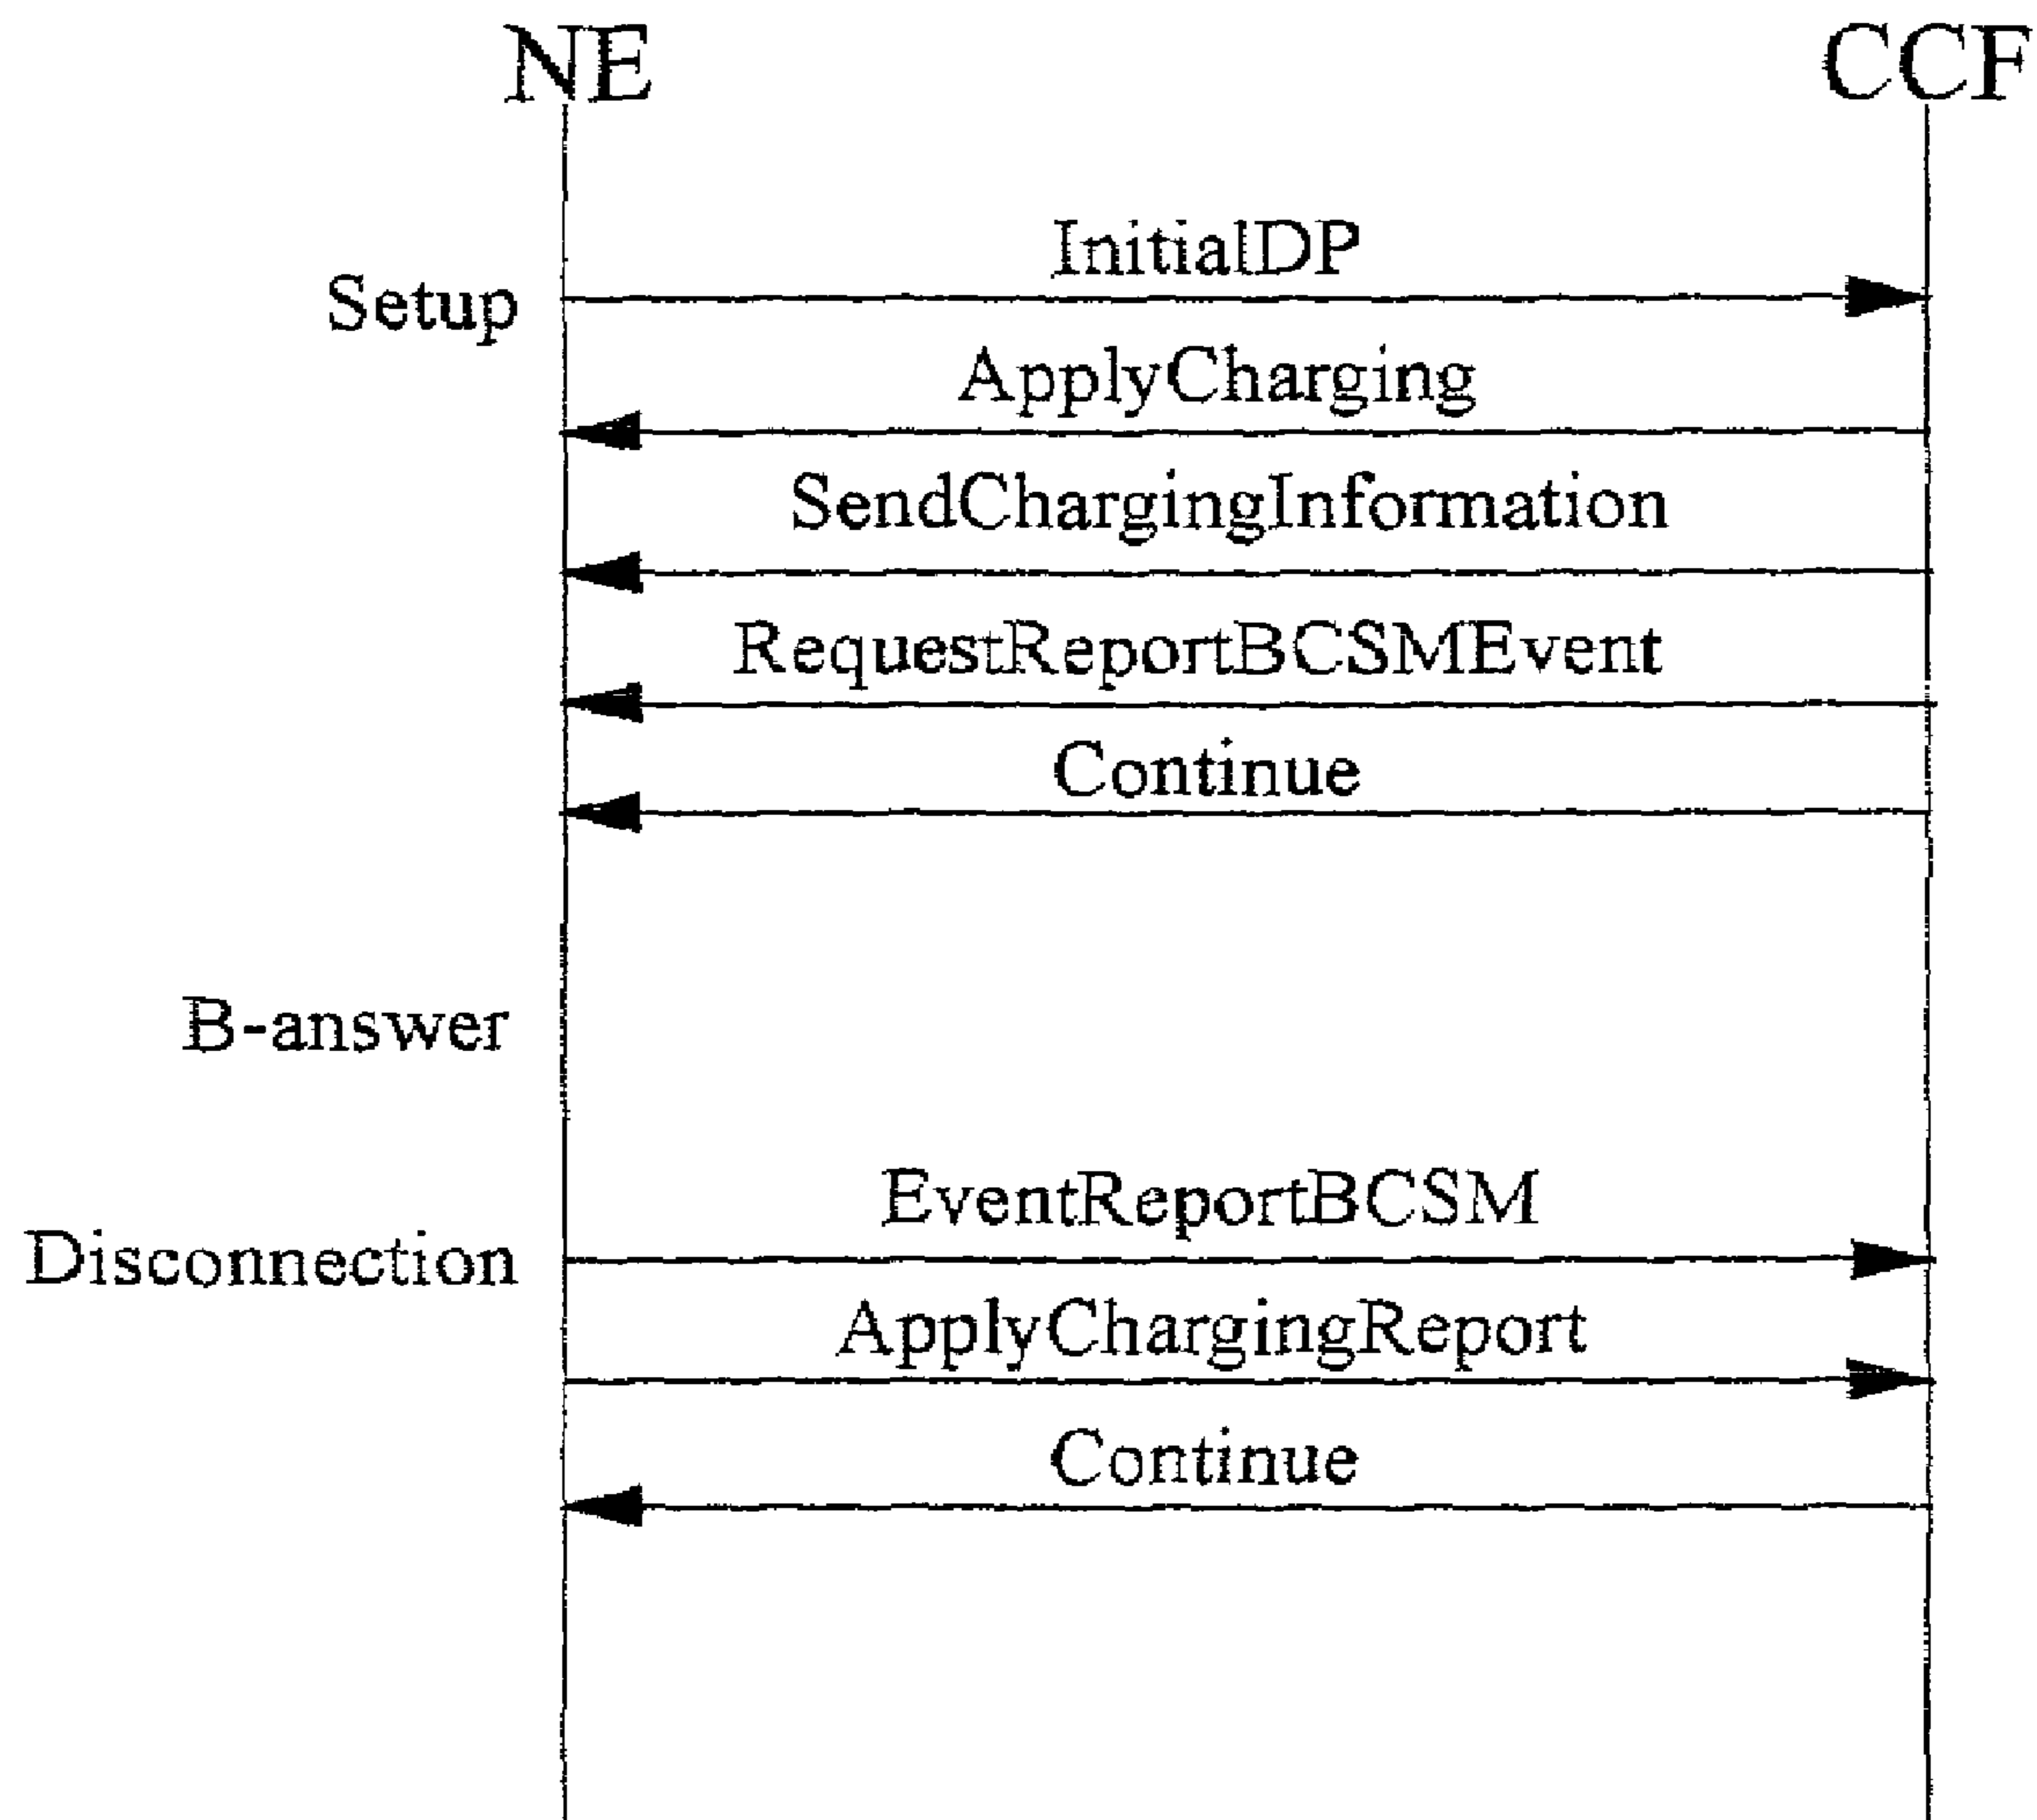 NE CCF
InitialDP
Setup
ApplyCharging
SendChargingInformation
RequestReportBCSMEvent
Continue
B-answer
EventReportBCSM
Disconnection
ApplyChargingReport
Continue